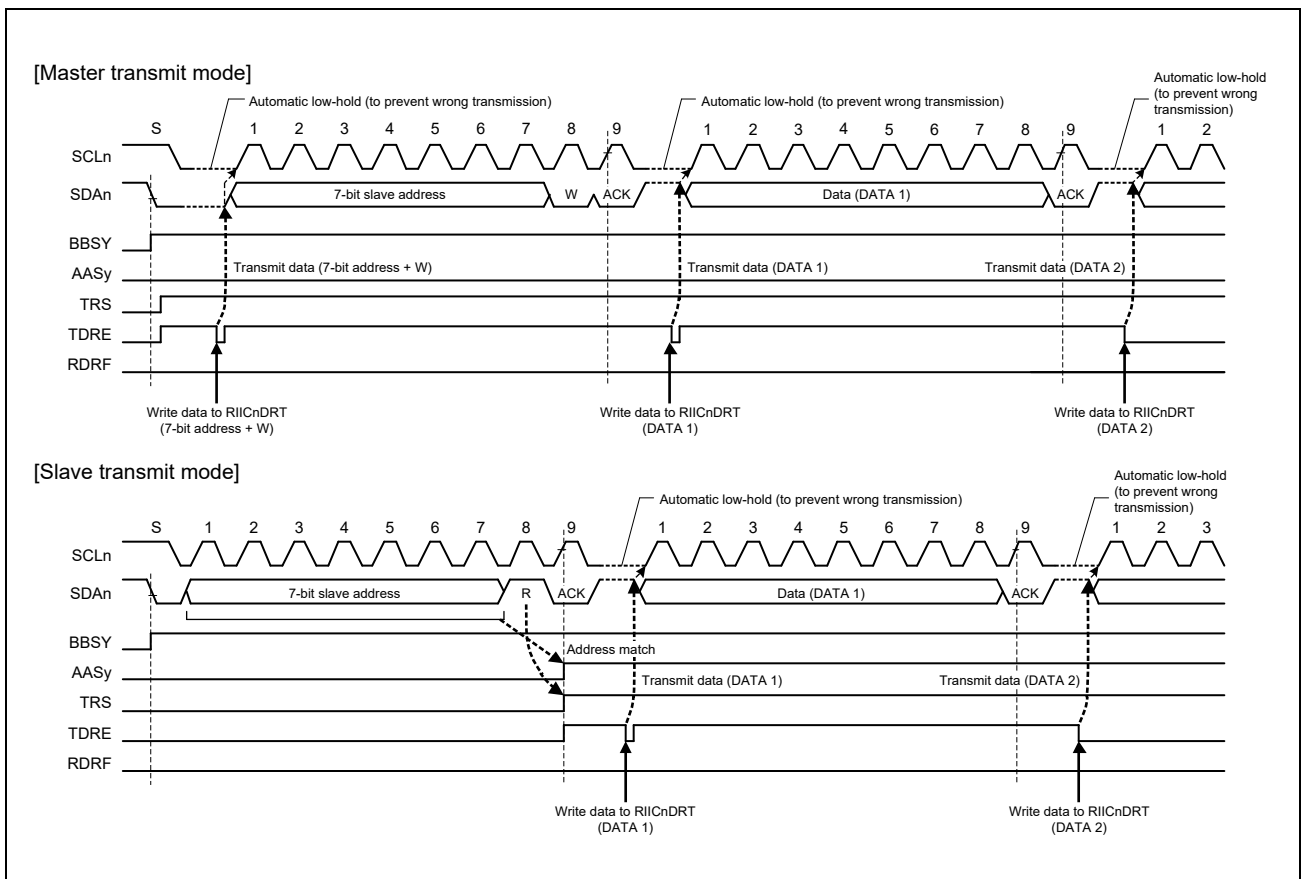 [Master transmit mode]
Automatic low-hold (to prevent wrong transmission)
Automatic low-hold (to prevent wrong transmission)
Automatic low-hold
(to prevent wrong
transmission)
S 1 2 3 4 5 6 7 8 9 1 2 3 4 5 6 7 8 9 1 2
SCLn
SDAn 7-bit slave address W ACK Data (DATA 1) ACK
BBSY
Transmit data (7-bit address + W) Transmit data (DATA 1) Transmit data (DATA 2)
AASy
TRS
TDRE
RDRF
Write data to RIICnDRT
(7-bit address + W)
Write data to RIICnDRT
(DATA 1)
Write data to RIICnDRT
(DATA 2)
[Slave transmit mode]
Automatic low-hold (to prevent wrong transmission)
Automatic low-hold
(to prevent wrong
transmission)
S 1 2 3 4 5 6 7 8 9 1 2 3 4 5 6 7 8 9 1 2 3
SCLn
SDAn 7-bit slave address R ACK Data (DATA 1) ACK
BBSY
Address match
AASy
Transmit data (DATA 1) Transmit data (DATA 2)
TRS
TDRE
RDRF
Write data to RIICnDRT
(DATA 1)
Write data to RIICnDRT
(DATA 2)